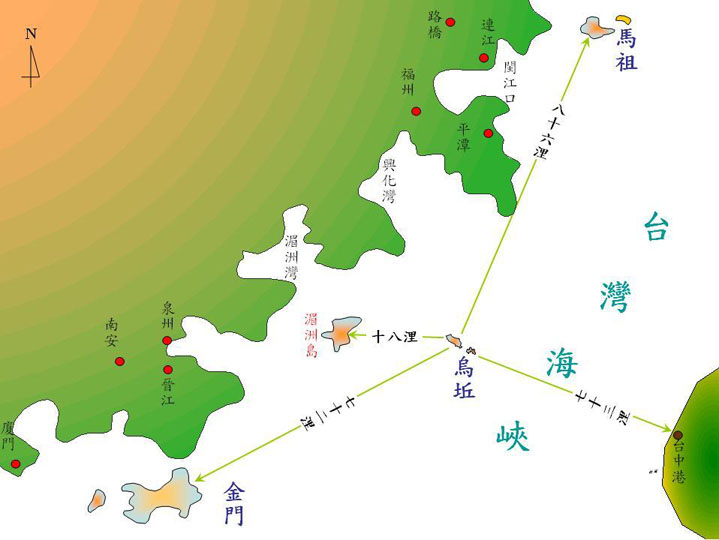 N
路橋
連江
馬祖
閩江口
福州
八十六浬
平潭
興化灣
台灣海峽
湄洲灣
泉州
南安
湄洲島
十八浬
烏坵
晉江
七十二浬
七十三浬
廈門
台中港
金門